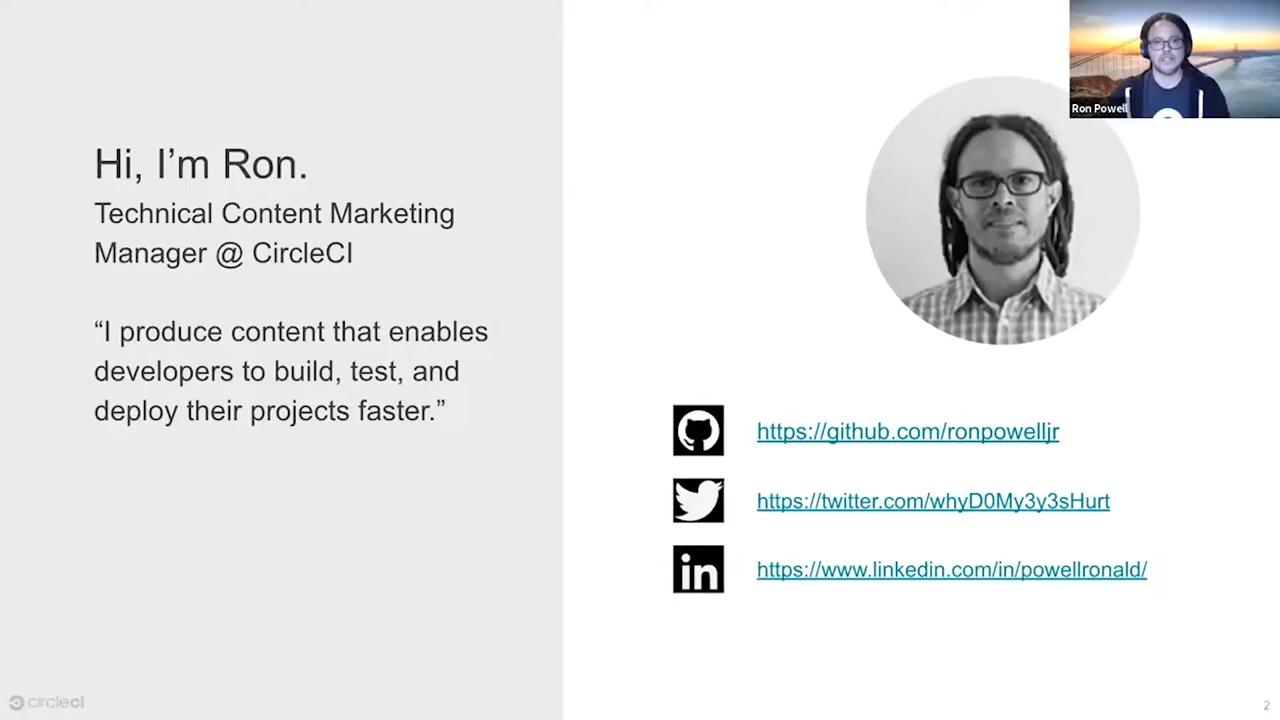 Hi, I’m Ron.
Technical Content Marketing
Manager @ CircleCI
“I produce content that enables
developers to build, test, and
deploy their projects faster.”
Ron Powell
https://github.com/ronpowelljr
https://twitter.com/whyD0My3y3sHurt
in
https://www.linkedin.com/in/powellronald/
circleci
2